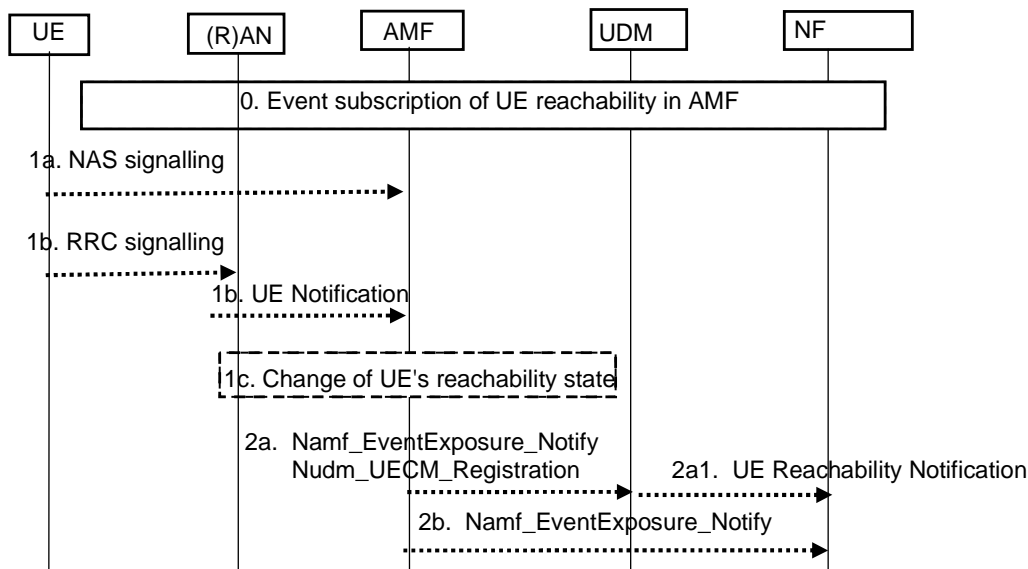 UE
(R)AN
AMF
UDM
NF
0. Event subscription of UE reachability in AMF
1a. NAS signalling
1b. RRC signalling
1b. UE Notification
1c. Change of UE's reachability state
2a. Namf_EventExposure_Notify
Nudm_UECM_Registration
2a1. UE Reachability Notification
2b. Namf_EventExposure_Notify